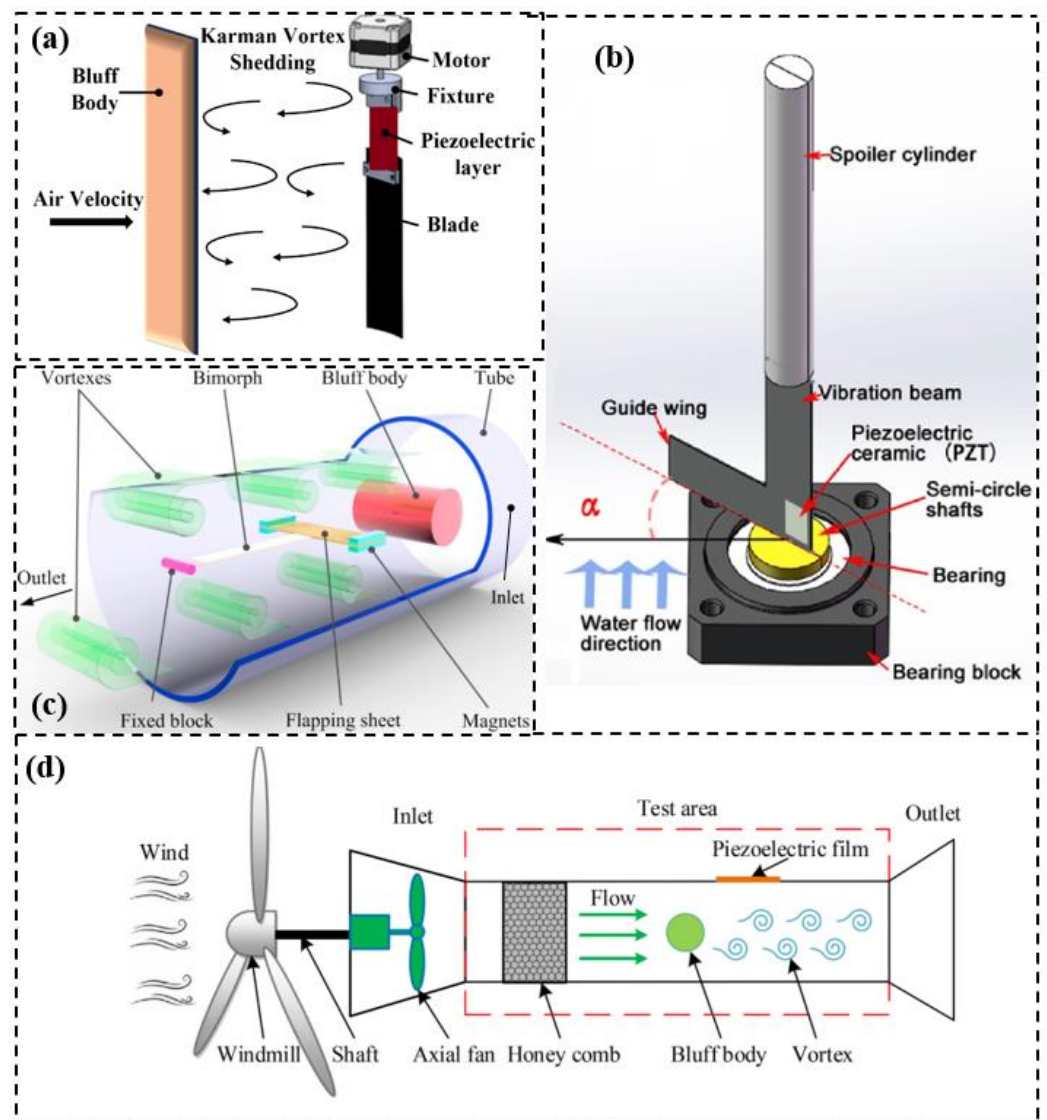 (a)
Karman Vortex
Shedding
Bluff
Body
Motor
Fixture
Piezoelectric
layer
Air Velocity
Blade
(b)
Spoiler cylinder
Vibration beam
Guide wing
Piezoelectric
ceramic （PZT）
Semi-circle
shafts
α
Bearing
Water flow
direction
Bearing block
Vortexes
Bimorph
Bluff body
Tube
Outlet
Inlet
(c)
Fixed block
Flapping sheet
Magnets
(d)
Inlet
Test area
Outlet
Wind
Piezoelectric film
Flow
Windmill
Shaft
Axial fan
Honey comb
Bluff body
Vortex